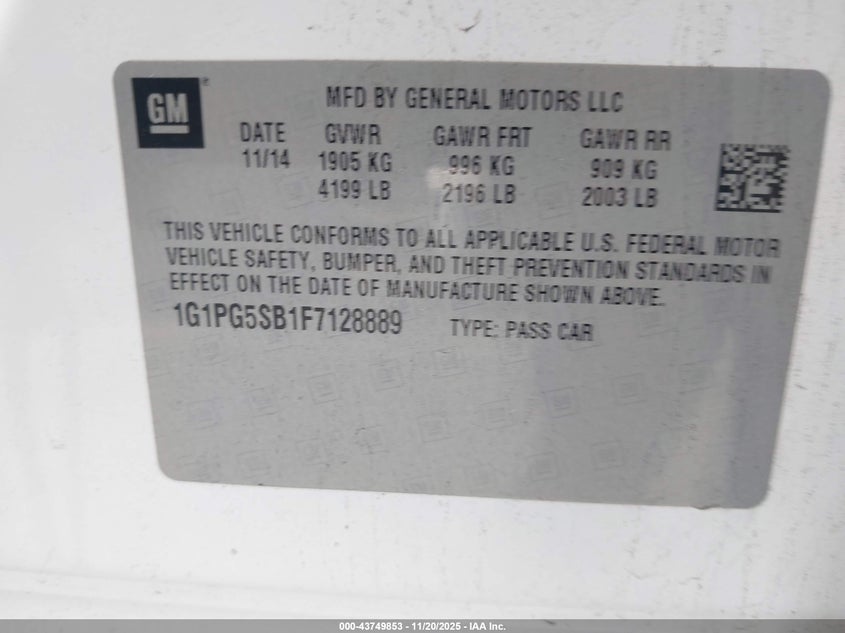 GM
MFD BY GENERAL MOTORS LLC
DATE GVWR GAWR FRT GAWR RR
11/14 1905 KG 996 KG 909 KG
4199 LB 2196 LB 2003 LB
THIS VEHICLE CONFORMS TO ALL APPLICABLE U.S. FEDERAL MOTOR
VEHICLE SAFETY, BUMPER, AND THEFT PREVENTION STANDARDS IN
EFFECT ON THE DATE OF MANUFACTURE SHOWN ABOVE.
1G1PG5SB1F7128889 TYPE: PASS CAR
000-43749853 - 11/20/2025 - IAA Inc.